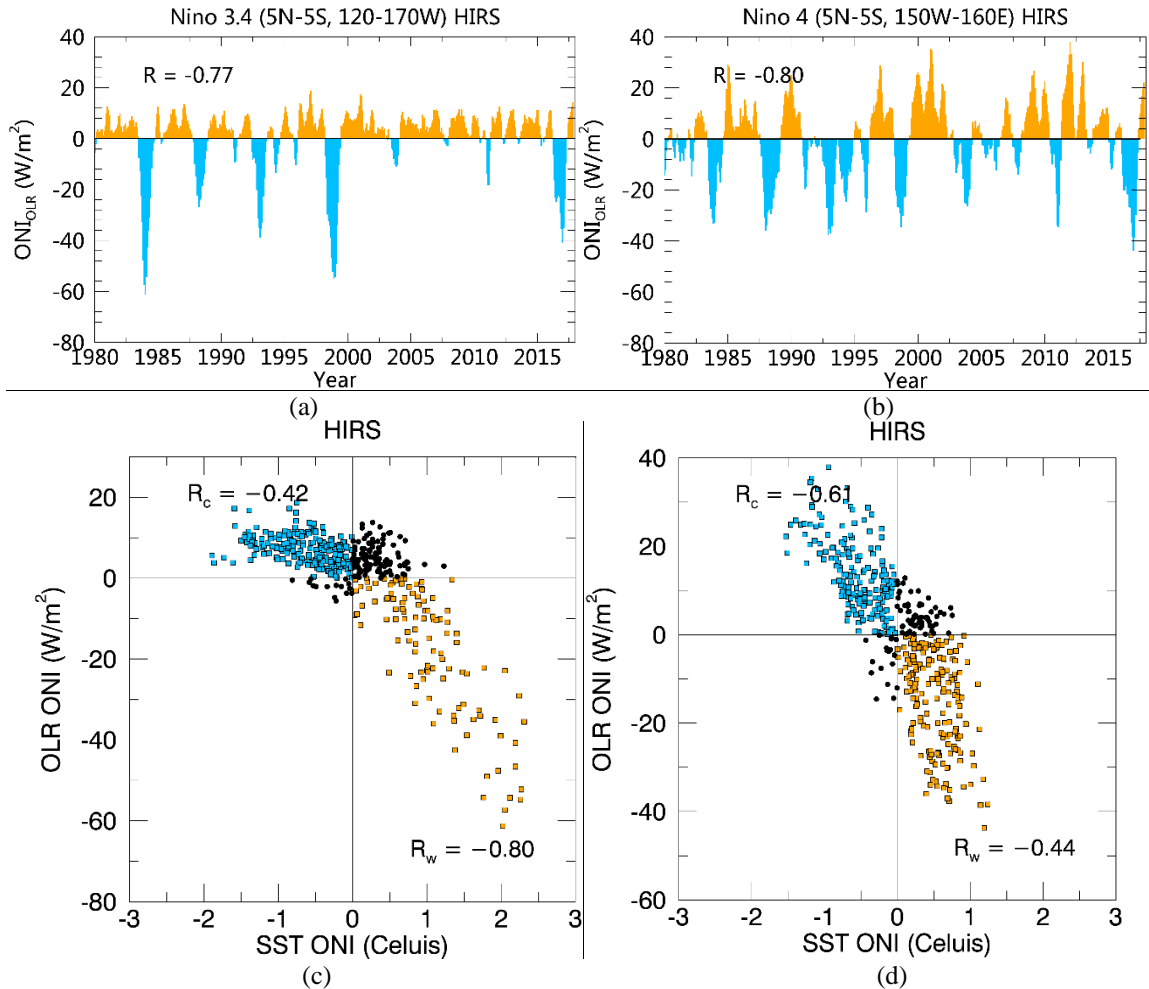 Nino 3.4 (5N-5S, 120-170W) HIRS
R = -0.77
40
20
0
-20
-40
-60
-80
ONI_OLR (W/m²)
1980 1985 1990 1995 2000 2005 2010 2015
Year
(a)
Nino 4 (5N-5S, 150W-160E) HIRS
R = -0.80
40
20
0
-20
-40
-60
-80
ONI_OLR (W/m²)
1980 1985 1990 1995 2000 2005 2010 2015
Year
(b)
HIRS
R_c = −0.42
20
0
-20
-40
-60
-80
OLR ONI (W/m²)
R_w = −0.80
-3 -2 -1 0 1 2 3
SST ONI (Celuis)
(c)
HIRS
R_c = −0.61
40
20
0
-20
-40
-60
OLR ONI (W/m²)
R_w = −0.44
-3 -2 -1 0 1 2 3
SST ONI (Celuis)
(d)